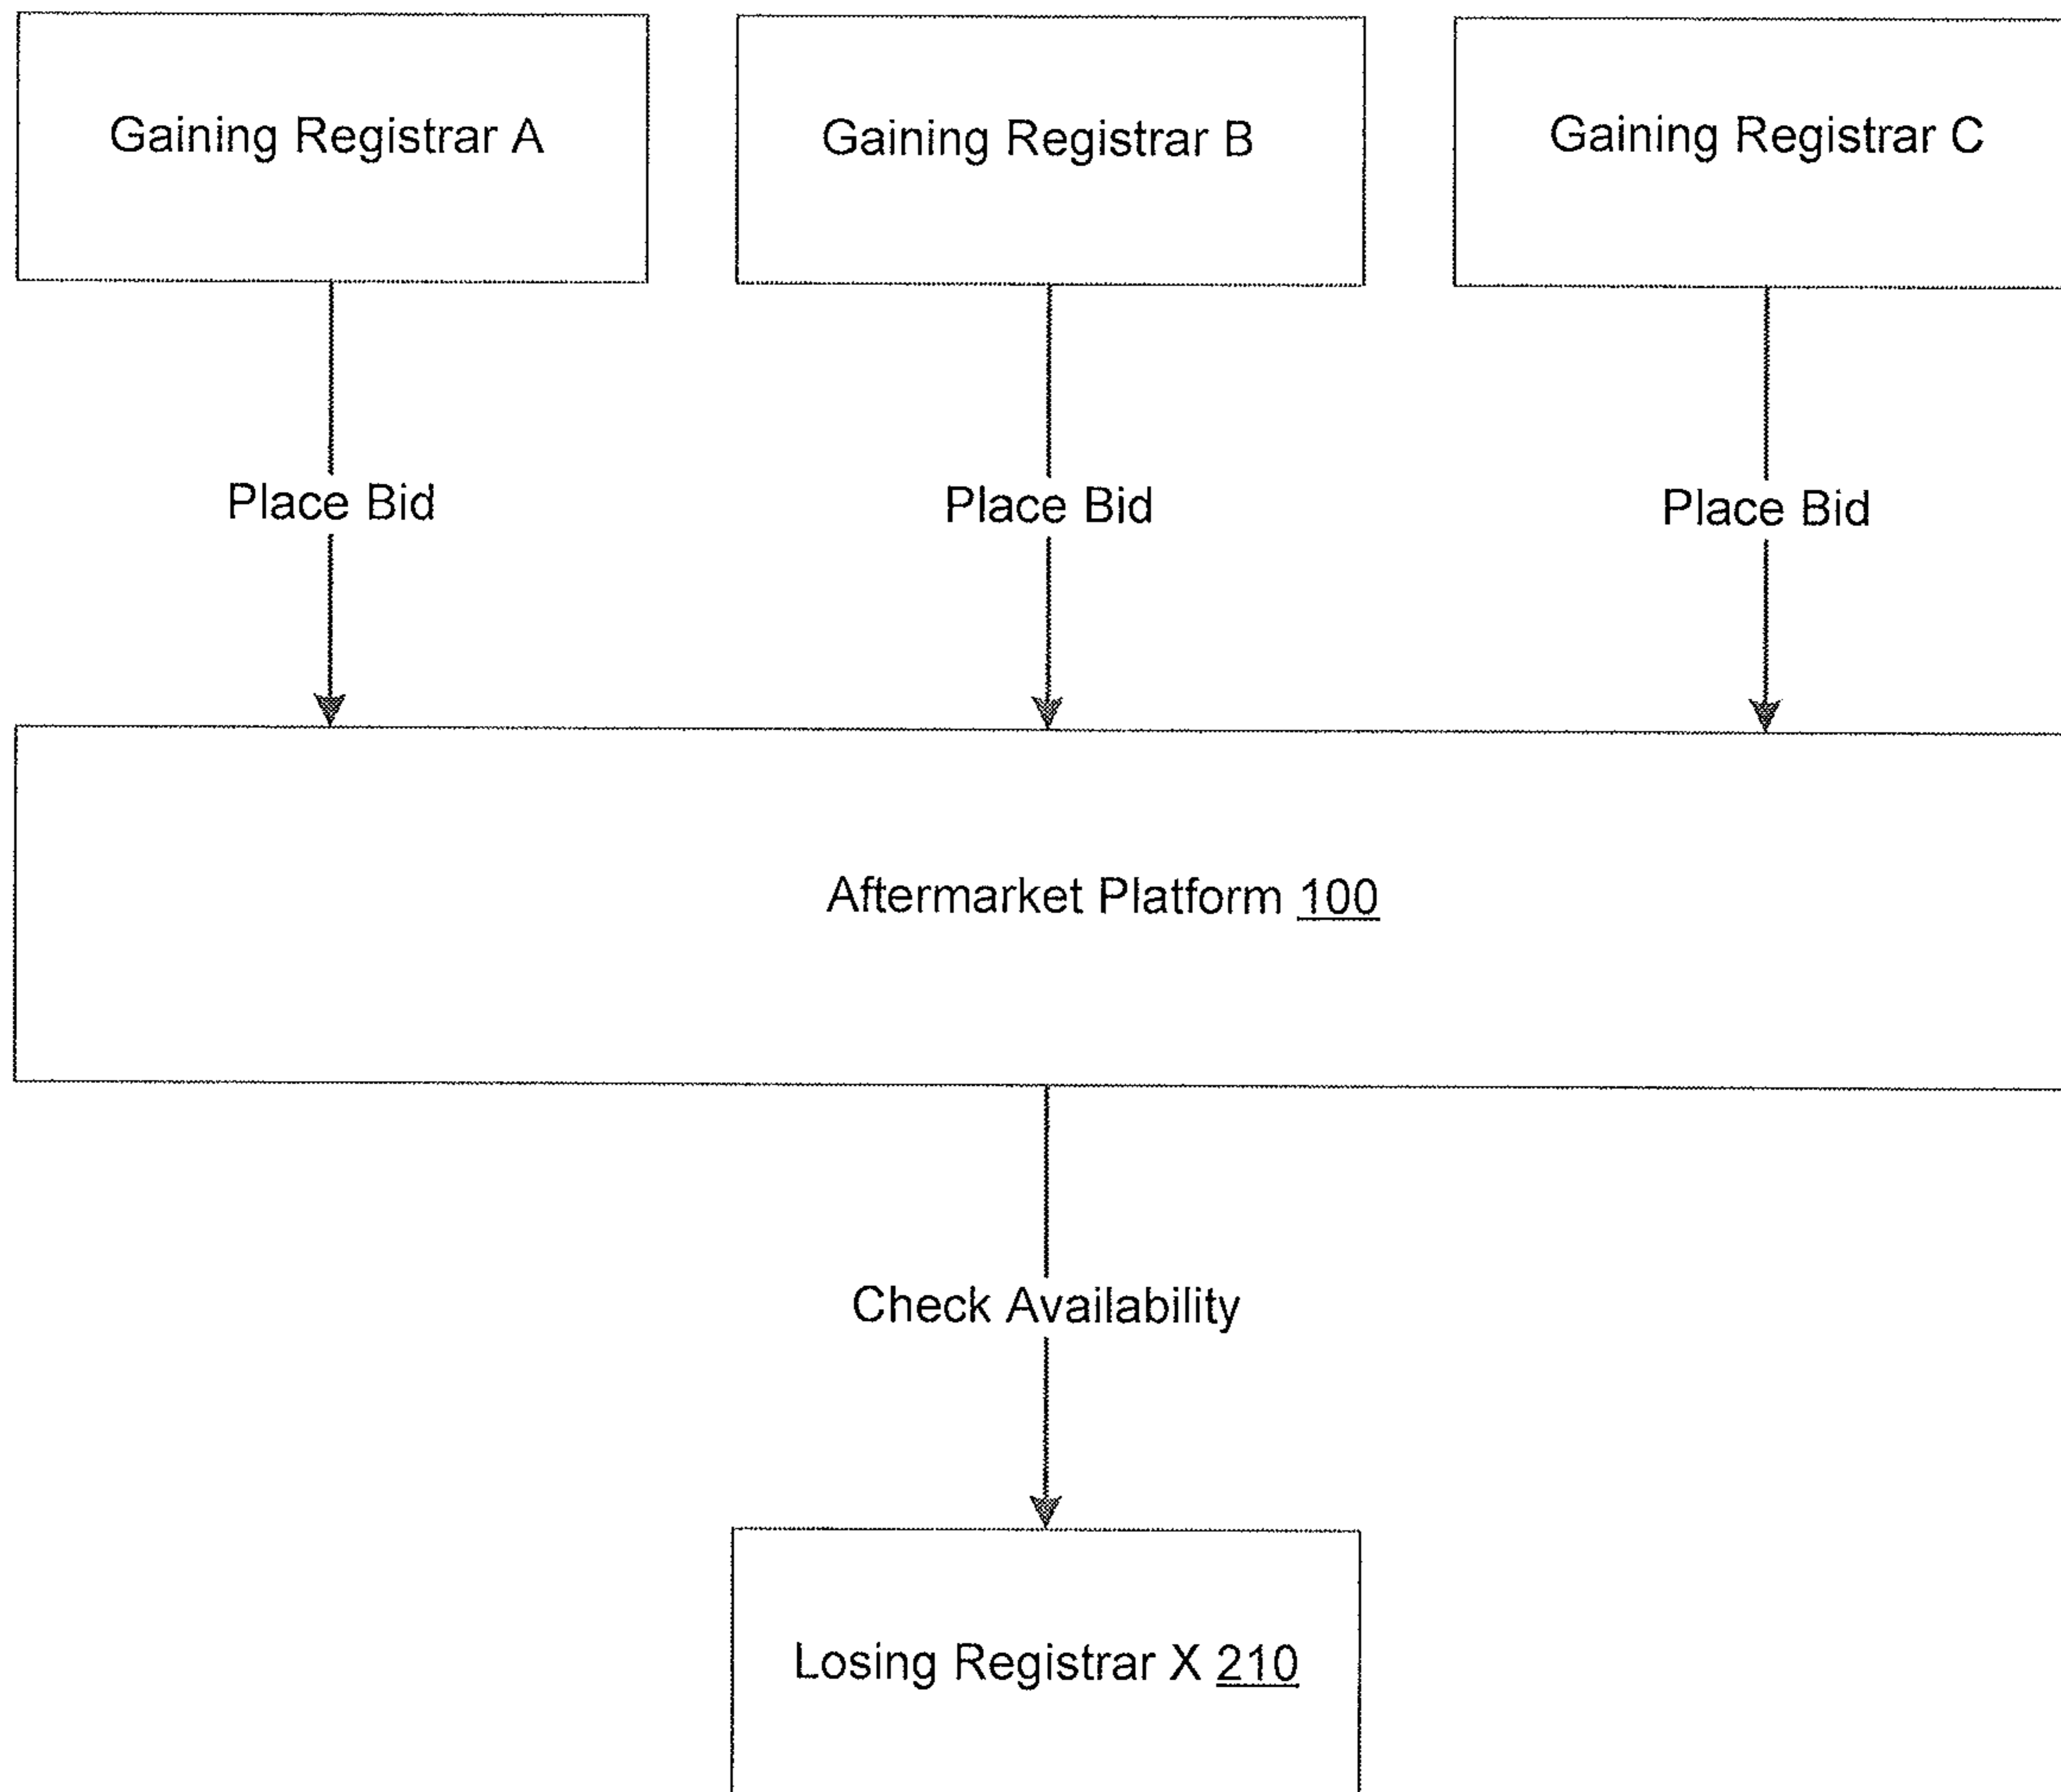 Gaining Registrar A
Gaining Registrar B
Gaining Registrar C
Place Bid
Place Bid
Place Bid
Aftermarket Platform 100
Check Availability
Losing Registrar X 210